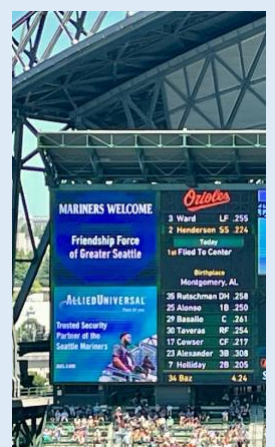 MARINERS WELCOME
Friendship Force
of Greater Seattle
ALLIEDUNIVERSAL
Trusted Security
Partner of the
Seattle Mariners
Orioles
3 Ward LF .255
2 Henderson SS .224
Today
1st Flied To Center
Birthplace
Montgomery, AL
35 Rutschman DH .258
25 Alonso 1B .250
29 Basallo C .261
30 Taveras RF .254
17 Cowser CF .217
23 Alexander 3B .308
7 Holliday 2B .205
34 Baz 4.24